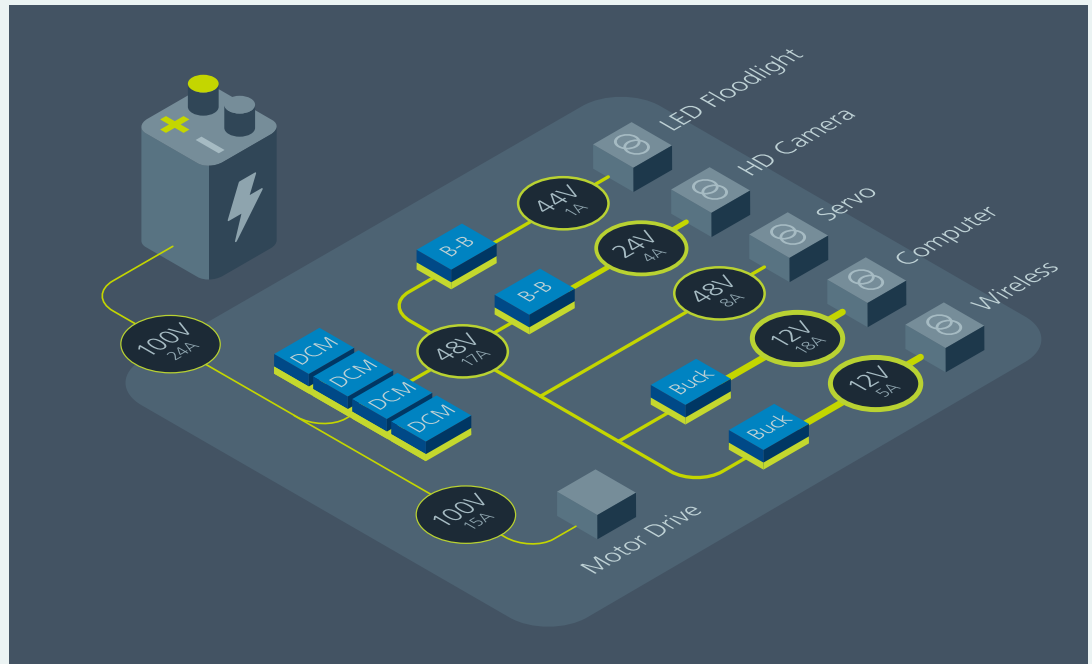 LED Floodlight
HD Camera
Servo
Computer
Wireless
44V
1A
B-B
24V
4A
B-B
48V
8A
100V
24A
48V
17A
12V
18A
DCM
DCM
DCM
DCM
Buck
12V
5A
Buck
100V
15A
Motor Drive